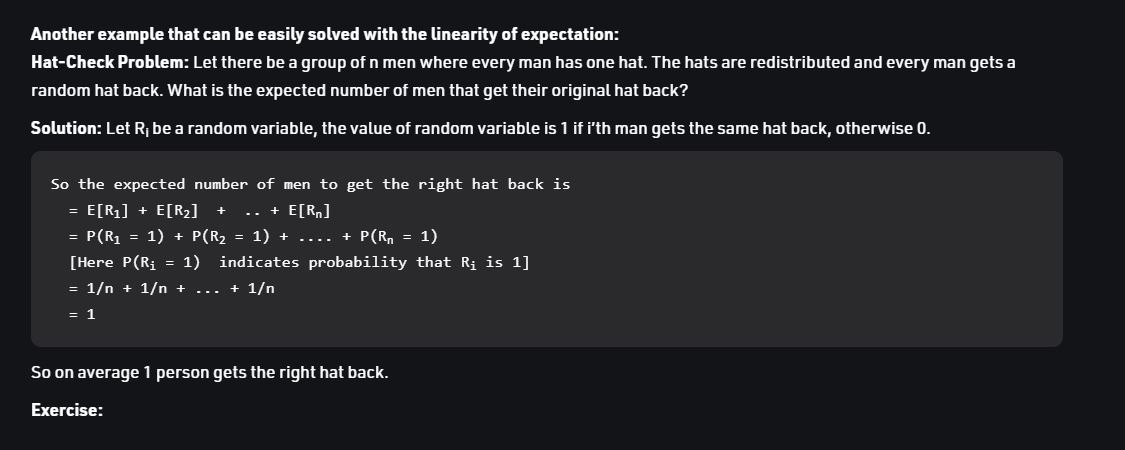 Another example that can be easily solved with the linearity of expectation:
Hat-Check Problem: Let there be a group of n men where every man has one hat. The hats are redistributed and every man gets a
random hat back. What is the expected number of men that get their original hat back?
Solution: Let Rᵢ be a random variable, the value of random variable is 1 if i'th man gets the same hat back, otherwise 0.
So the expected number of men to get the right hat back is
= E[R₁] + E[R₂] + .. + E[Rₙ]
= P(R₁ = 1) + P(R₂ = 1) + .... + P(Rₙ = 1)
[Here P(Rᵢ = 1) indicates probability that Rᵢ is 1]
= 1/n + 1/n + ... + 1/n
= 1
So on average 1 person gets the right hat back.
Exercise: